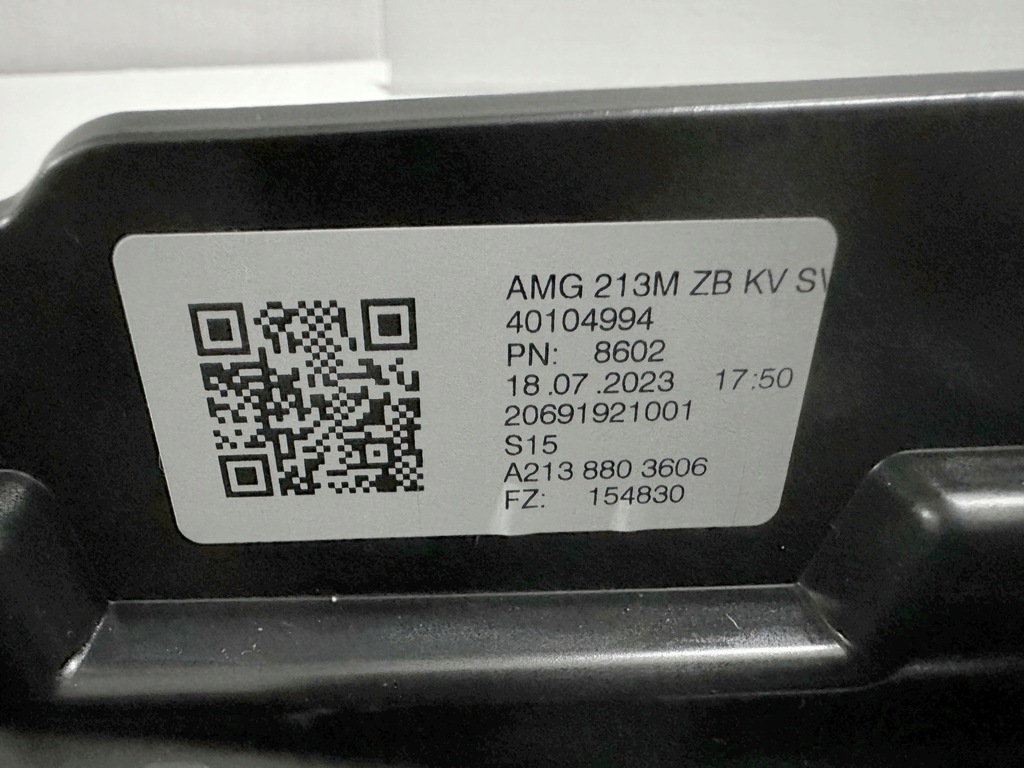 AMG 213M ZB KV
40104994
PN: 8602
18.07.2023 17:50
20691921001
S15
A213 880 3606
FZ: 154830